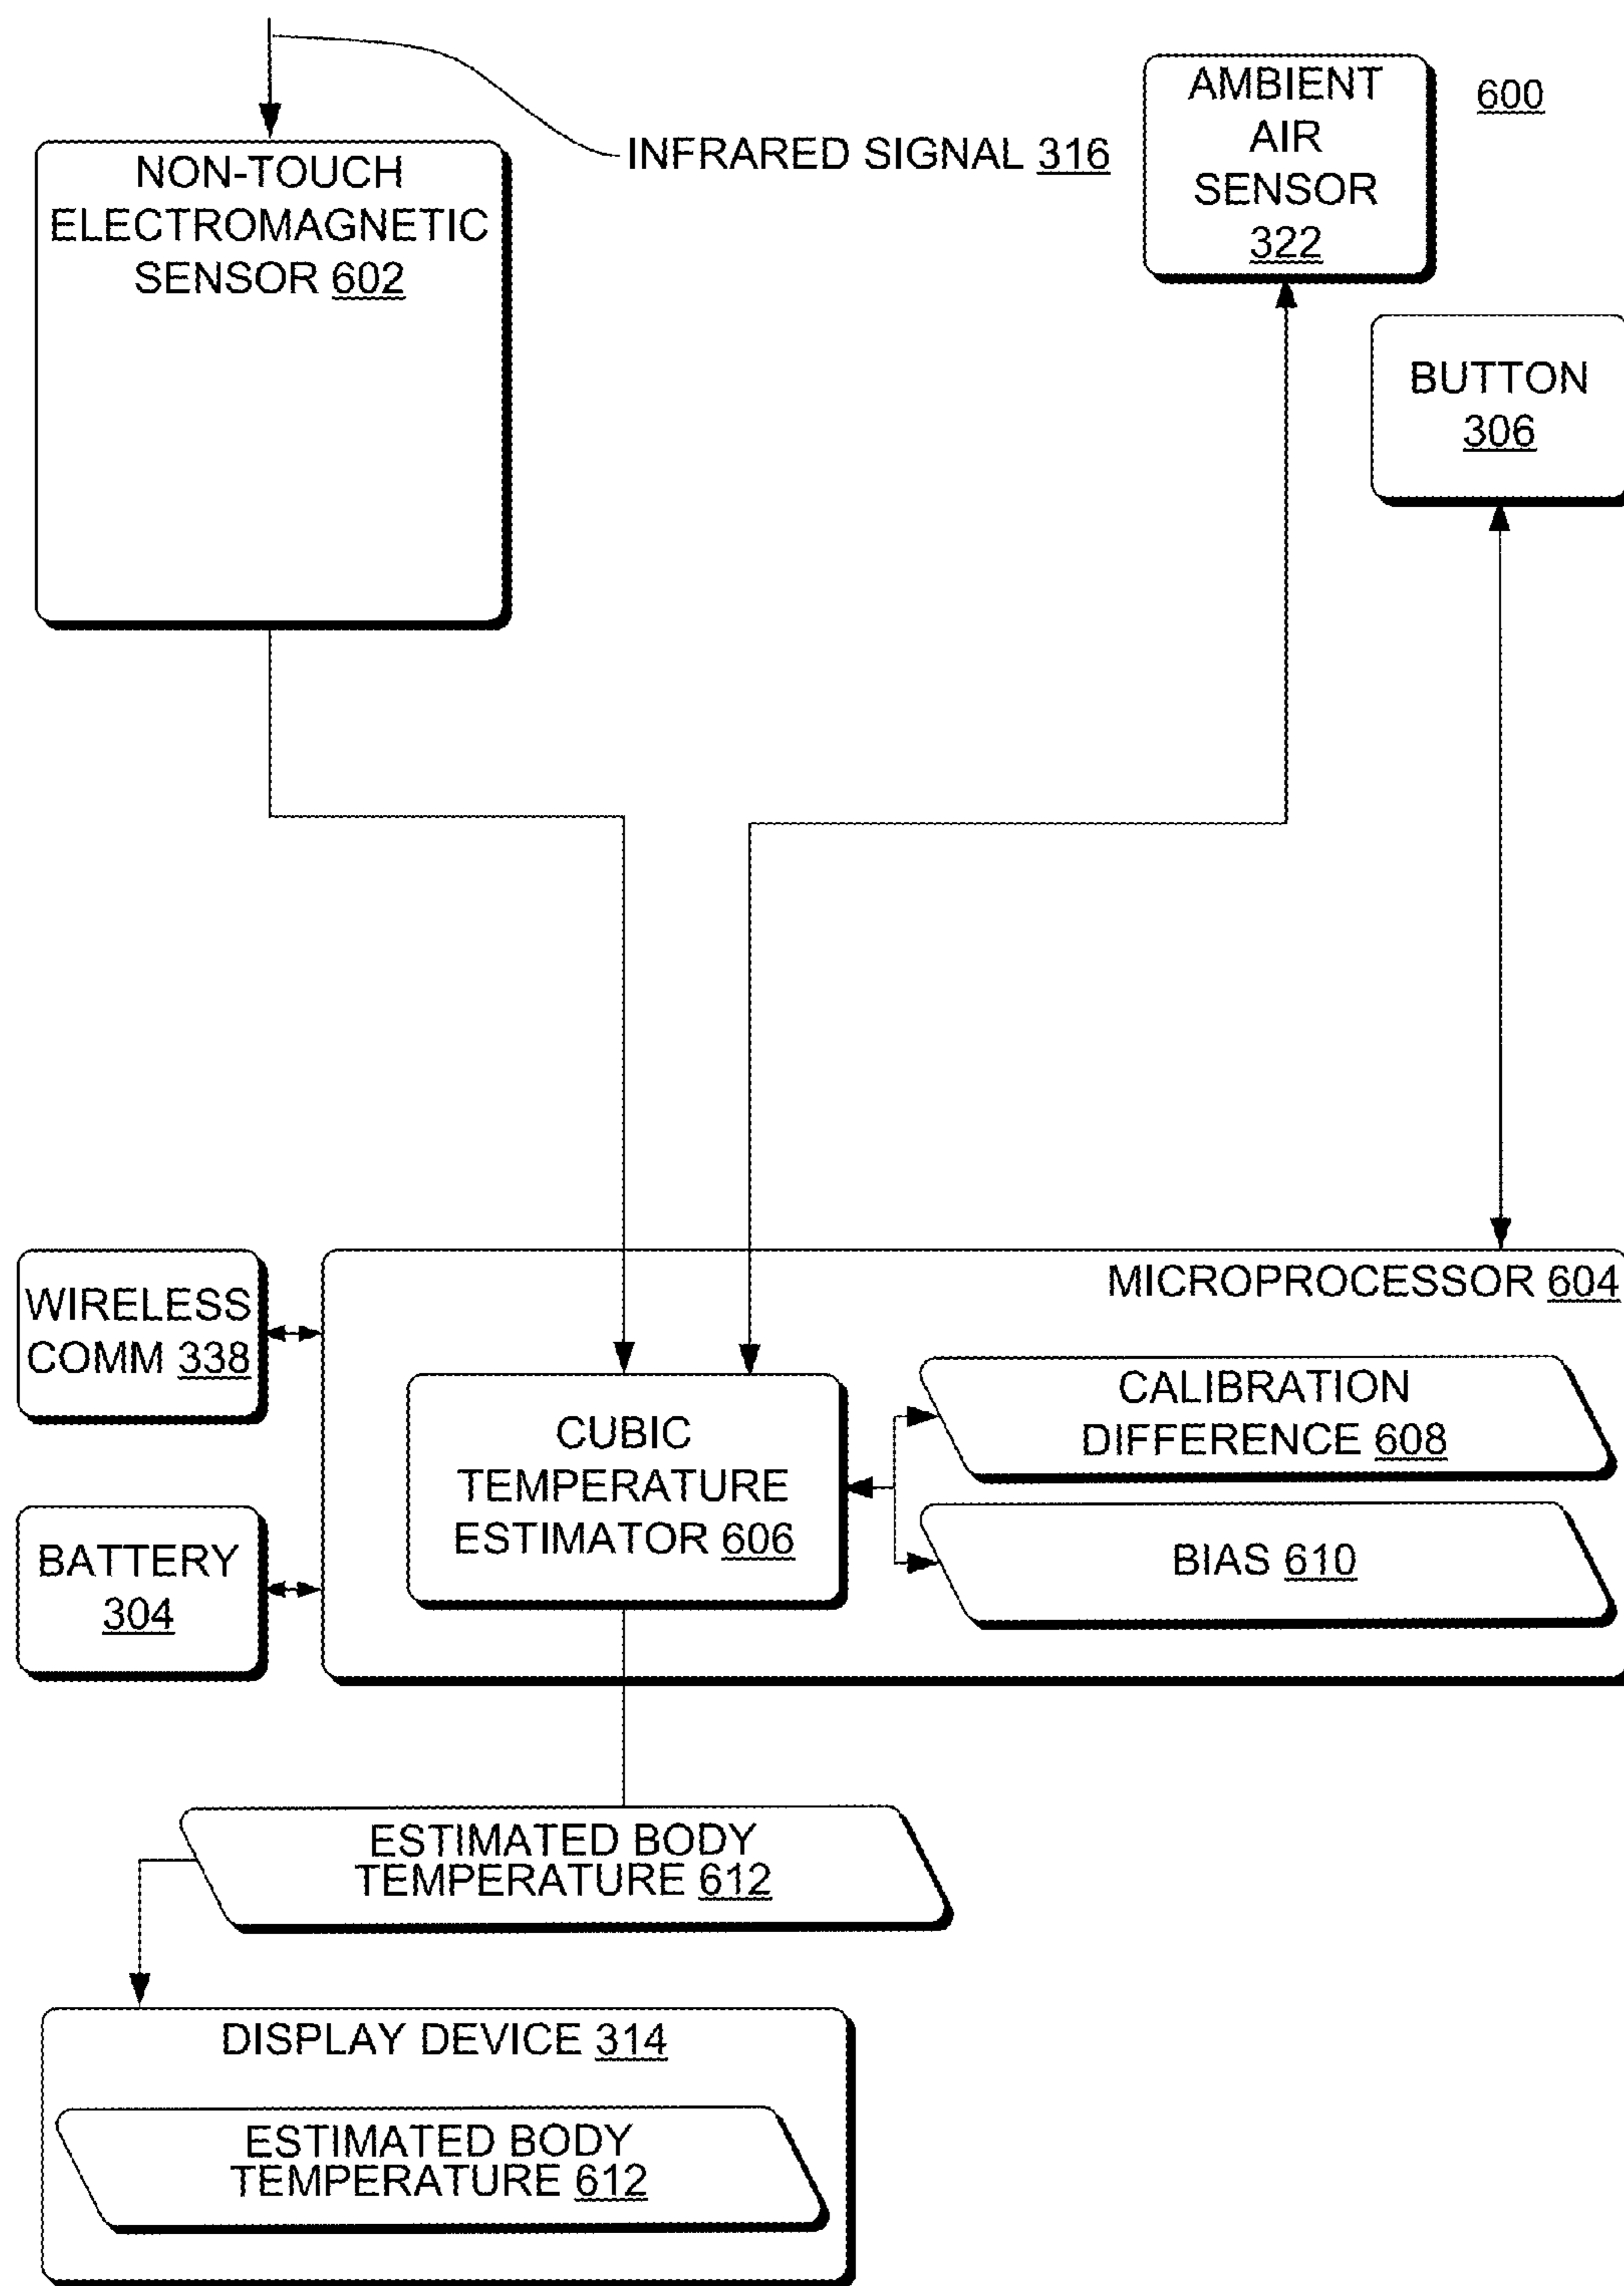 INFRARED SIGNAL 316
NON-TOUCH
ELECTROMAGNETIC
SENSOR 602
AMBIENT
AIR
SENSOR
322
600
BUTTON
306
MICROPROCESSOR 604
WIRELESS
COMM 338
BATTERY
304
CUBIC
TEMPERATURE
ESTIMATOR 606
CALIBRATION
DIFFERENCE 608
BIAS 610
ESTIMATED BODY
TEMPERATURE 612
DISPLAY DEVICE 314
ESTIMATED BODY
TEMPERATURE 612